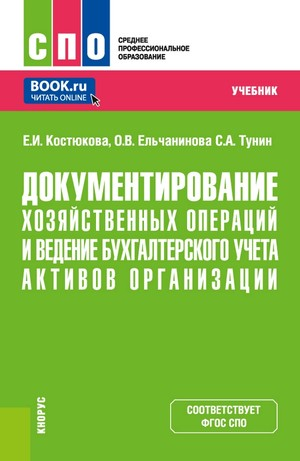 СПО
СРЕДНЕЕ
ПРОФЕССИОНАЛЬНОЕ
ОБРАЗОВАНИЕ
BOOK.ru
ЧИТАТЬ ONLINE
УЧЕБНИК
Е.И. Костюкова, О.В. Ельчанинова С.А. Тунин
ДОКУМЕНТИРОВАНИЕ
ХОЗЯЙСТВЕННЫХ ОПЕРАЦИЙ
И ВЕДЕНИЕ БУХГАЛТЕРСКОГО УЧЕТА
АКТИВОВ ОРГАНИЗАЦИИ
КНОРУС
СООТВЕТСТВУЕТ
ФГОС СПО